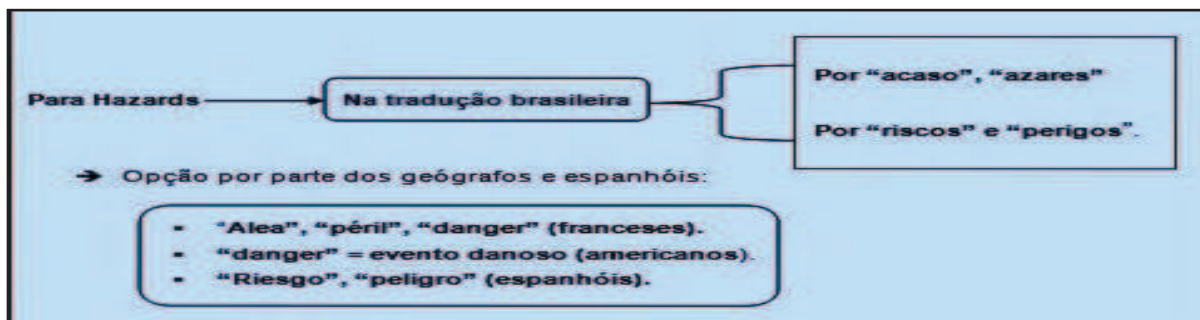 Por “acaso”, “azares”
Para Hazards → Na tradução brasileira
Por “riscos” e “perigos”.
➔ Opção por parte dos geógrafos e espanhóis:
▪ “Alea”, “péril”, “danger” (franceses).
▪ “danger” = evento danoso (americanos).
▪ “Riesgo”, “peligro” (espanhóis).